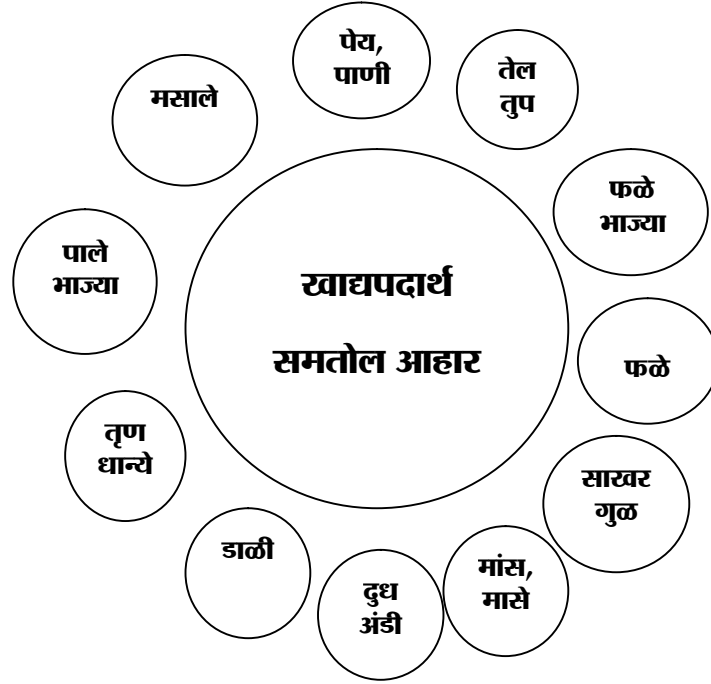 पेय,
पाणी
तेल
तुप
मसाले
फळे
भाज्या
पाले
भाज्या
खाद्यपदार्थ
समतोल आहार
फळे
तृण
धान्ये
साखर
गुळ
डाळी
मांस,
मासे
दुध
अंडी